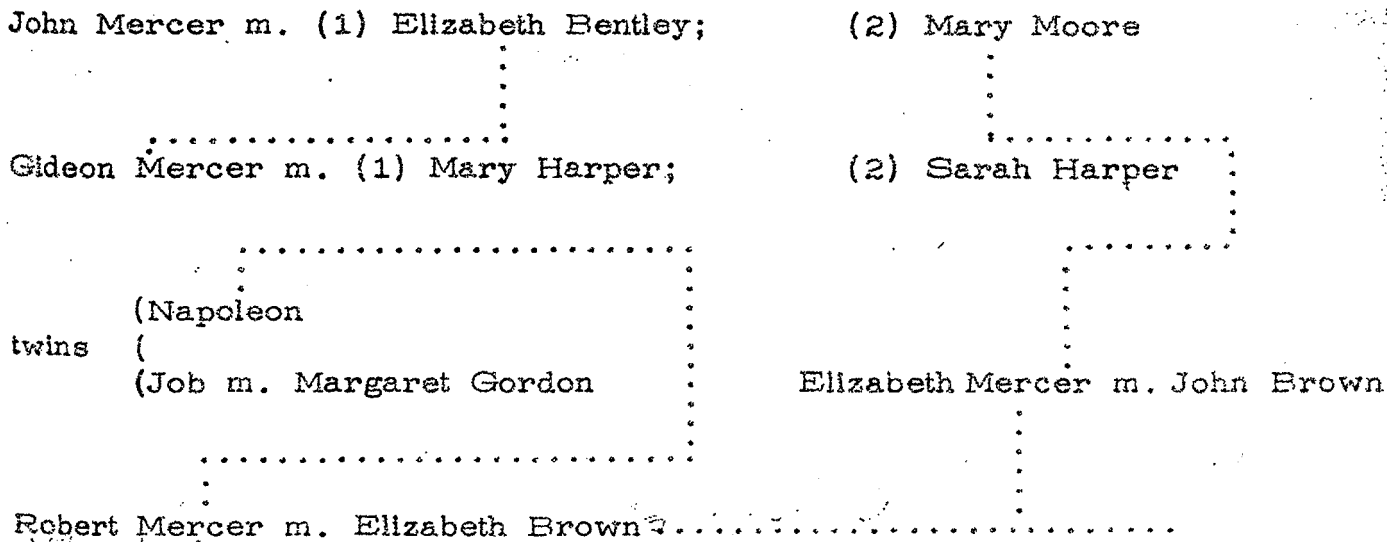 John Mercer m. (1) Elizabeth Bentley; (2) Mary Moore
Gideon Mercer m. (1) Mary Harper; (2) Sarah Harper
(Napoleon
twins (
(Job m. Margaret Gordon Elizabeth Mercer m. John Brown
Robert Mercer m. Elizabeth Brown